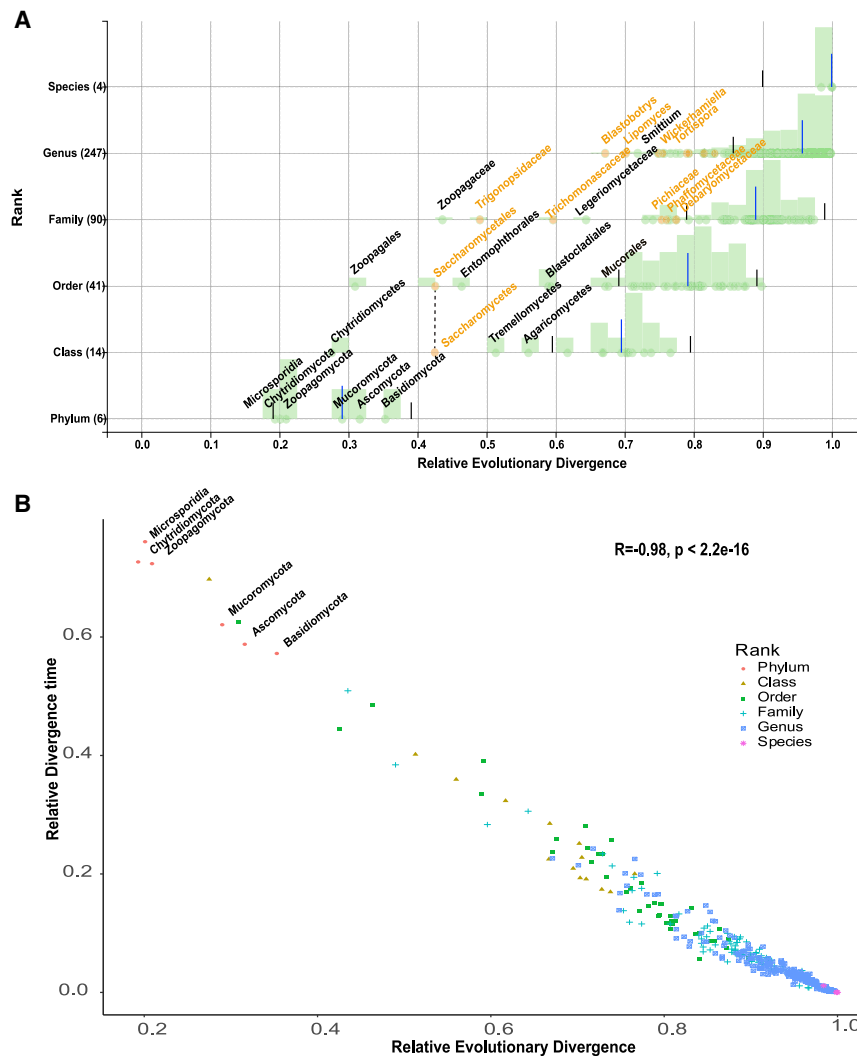 A
Species (4)
Genus (247)
Family (90)
Order (41)
Class (14)
Phylum (6)
Rank
Blastobotrys
Lipomyces
Smittium
Wickerhamiella
Tortispora
Zoopagaceae
Trigonopsidaceae
Trichomonascaceae
Legeriomycetaceae
Pichiaceae
Phaffomycetaceae
Debaryomycetaceae
Zoopagales
Saccharomycetales
Entomophthorales
Blastocladiales
Mucorales
Chytridiomycetes
Saccharomycetes
Tremellomycetes
Agaricomycetes
Microsporidia
Chytridiomycota
Zoopagomycota
Mucoromycota
Ascomycota
Basidiomycota
0.0 0.1 0.2 0.3 0.4 0.5 0.6 0.7 0.8 0.9 1.0
Relative Evolutionary Divergence
B
Microsporidia
Chytridiomycota
Zoopagomycota
Mucoromycota
Ascomycota
Basidiomycota
R=-0.98, p < 2.2e-16
Rank
Phylum
Class
Order
Family
Genus
Species
Relative Divergence time
0.6
0.4
0.2
0.0
0.2 0.4 0.6 0.8 1.0
Relative Evolutionary Divergence